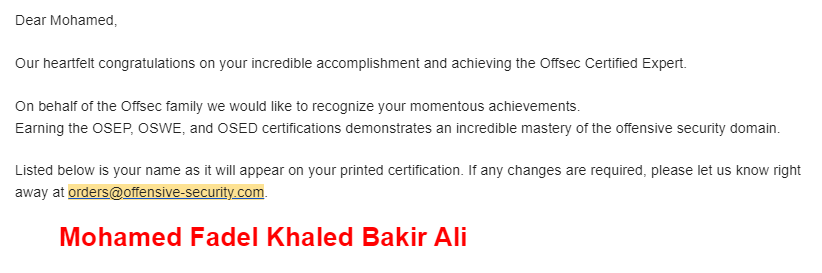 Dear Mohamed,
Our heartfelt congratulations on your incredible accomplishment and achieving the Offsec Certified Expert.
On behalf of the Offsec family we would like to recognize your momentous achievements.
Earning the OSEP, OSWE, and OSED certifications demonstrates an incredible mastery of the offensive security domain.
Listed below is your name as it will appear on your printed certification. If any changes are required, please let us know right
away at orders@offensive-security.com.
Mohamed Fadel Khaled Bakir Ali